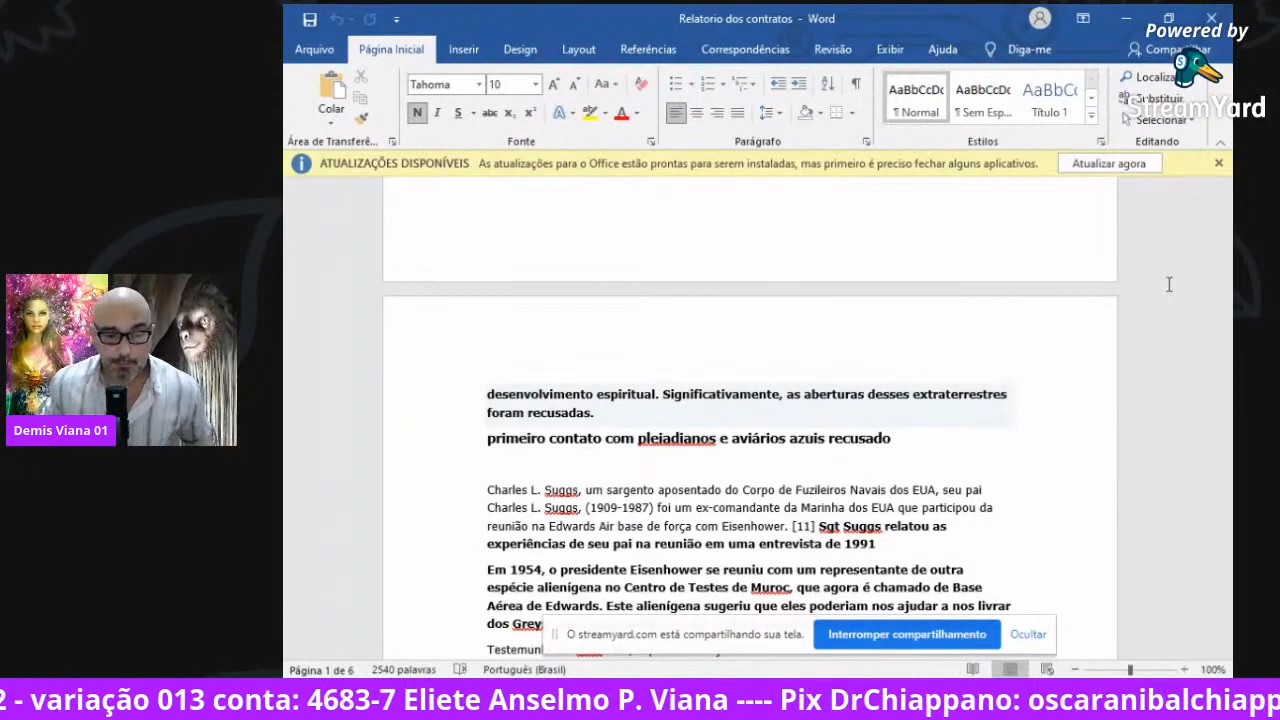 Relatorio dos contratos - Word
Powered by
StreamYard
Arquivo Página Inicial Inserir Design Layout Referências Correspondências Revisão Exibir Ajuda Diga-me
Colar
Tahoma 10
AaBbCcDc AaBbCcDc AaBbCc
¶ Normal ¶ Sem Esp... Título 1
Substituir
Selecionar
Área de Transferê... Fonte Parágrafo Estilos Editando
ATUALIZAÇÕES DISPONÍVEIS As atualizações para o Office estão prontas para serem instaladas, mas primeiro é preciso fechar alguns aplicativos. Atualizar agora
desenvolvimento espiritual. Significativamente, as aberturas desses extraterrestres
foram recusadas.
primeiro contato com plejadianos e aviários azuis recusado
Charles L. Suggs, um sargento aposentado do Corpo de Fuzileiros Navais dos EUA, seu pai
Charles L. Suggs, (1909-1987) foi um ex-comandante da Marinha dos EUA que participou da
reunião na Edwards Air base de força com Eisenhower. [11] Sgt Suggs relatou as
experiências de seu pai na reunião em uma entrevista de 1991
Em 1954, o presidente Eisenhower se reuniu com um representante de outra
espécie alienígena no Centro de Testes de Muroc, que agora é chamado de Base
Aérea de Edwards. Este alienígena sugeriu que eles poderiam nos ajudar a nos livrar
dos Grey
O streamyard.com está compartilhando sua tela. Interromper compartilhamento Ocultar
Página 1 de 6 2540 palavras Português (Brasil) 100%
Demis Viana 01
2 - variação 013 conta: 4683-7 Eliete Anselmo P. Viana ---- Pix DrChiappano: oscaranibalchiapp